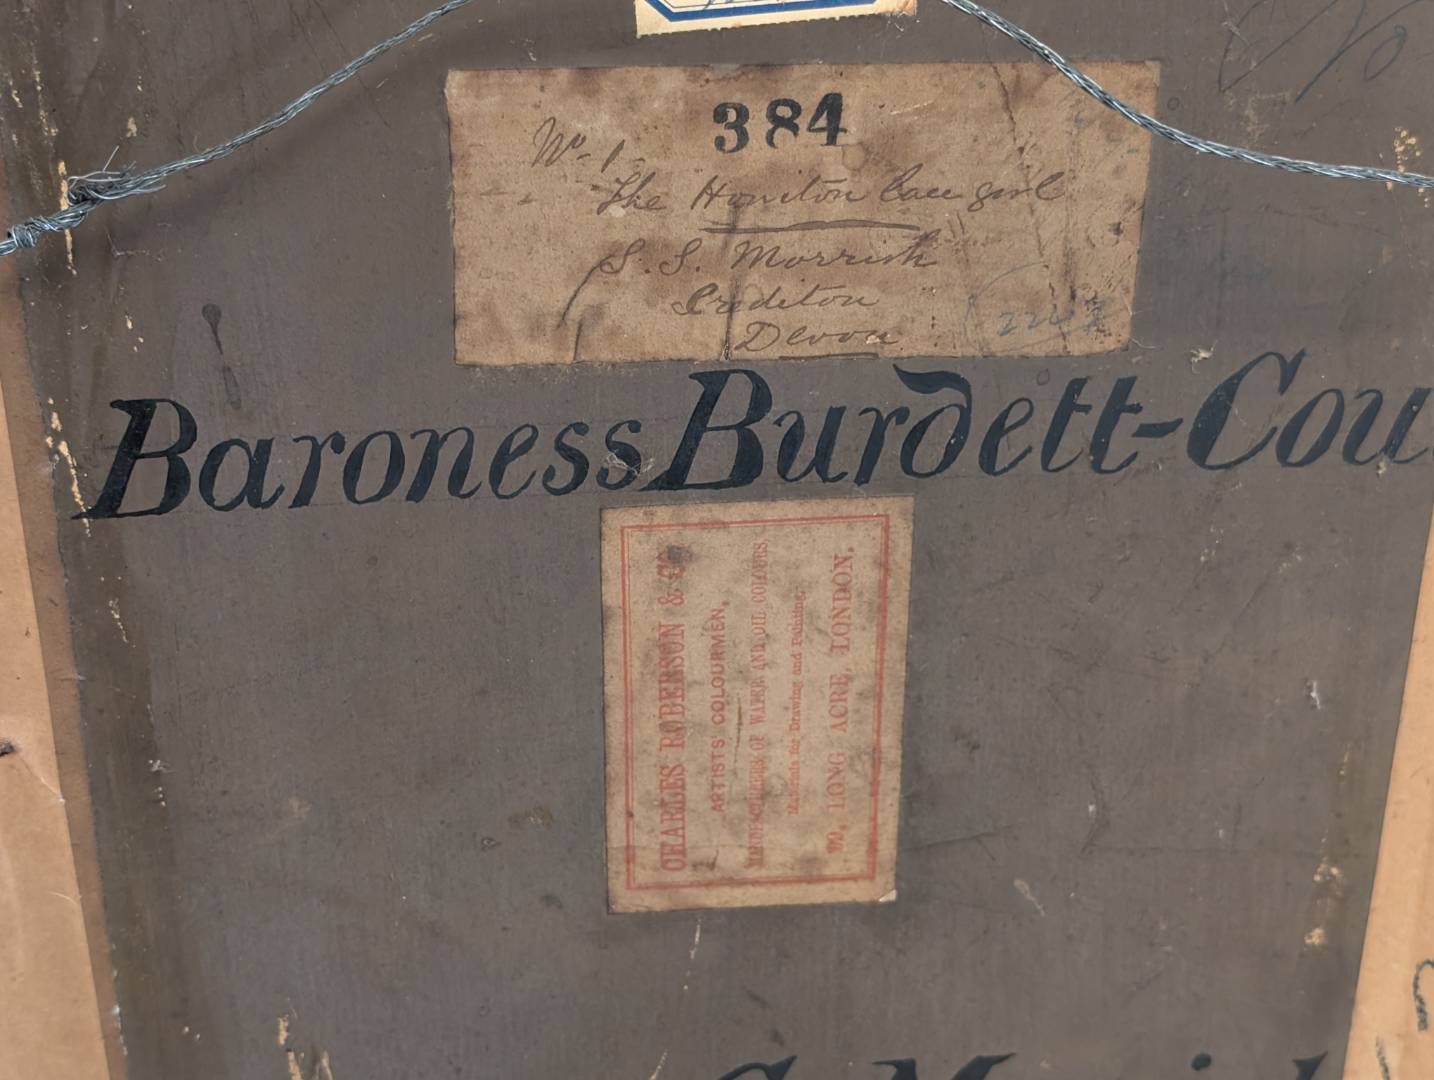 384
No. 1.
The Honiton lace girl
S. S. Morrish
Crediton
Devon
Baroness Burdett-Cou
CHARLES ROBERSON & Co
ARTISTS' COLOURMEN,
MANUFACTURERS OF WATER AND OIL COLOURS,
Materials for Drawing and Painting,
99, LONG ACRE, LONDON.